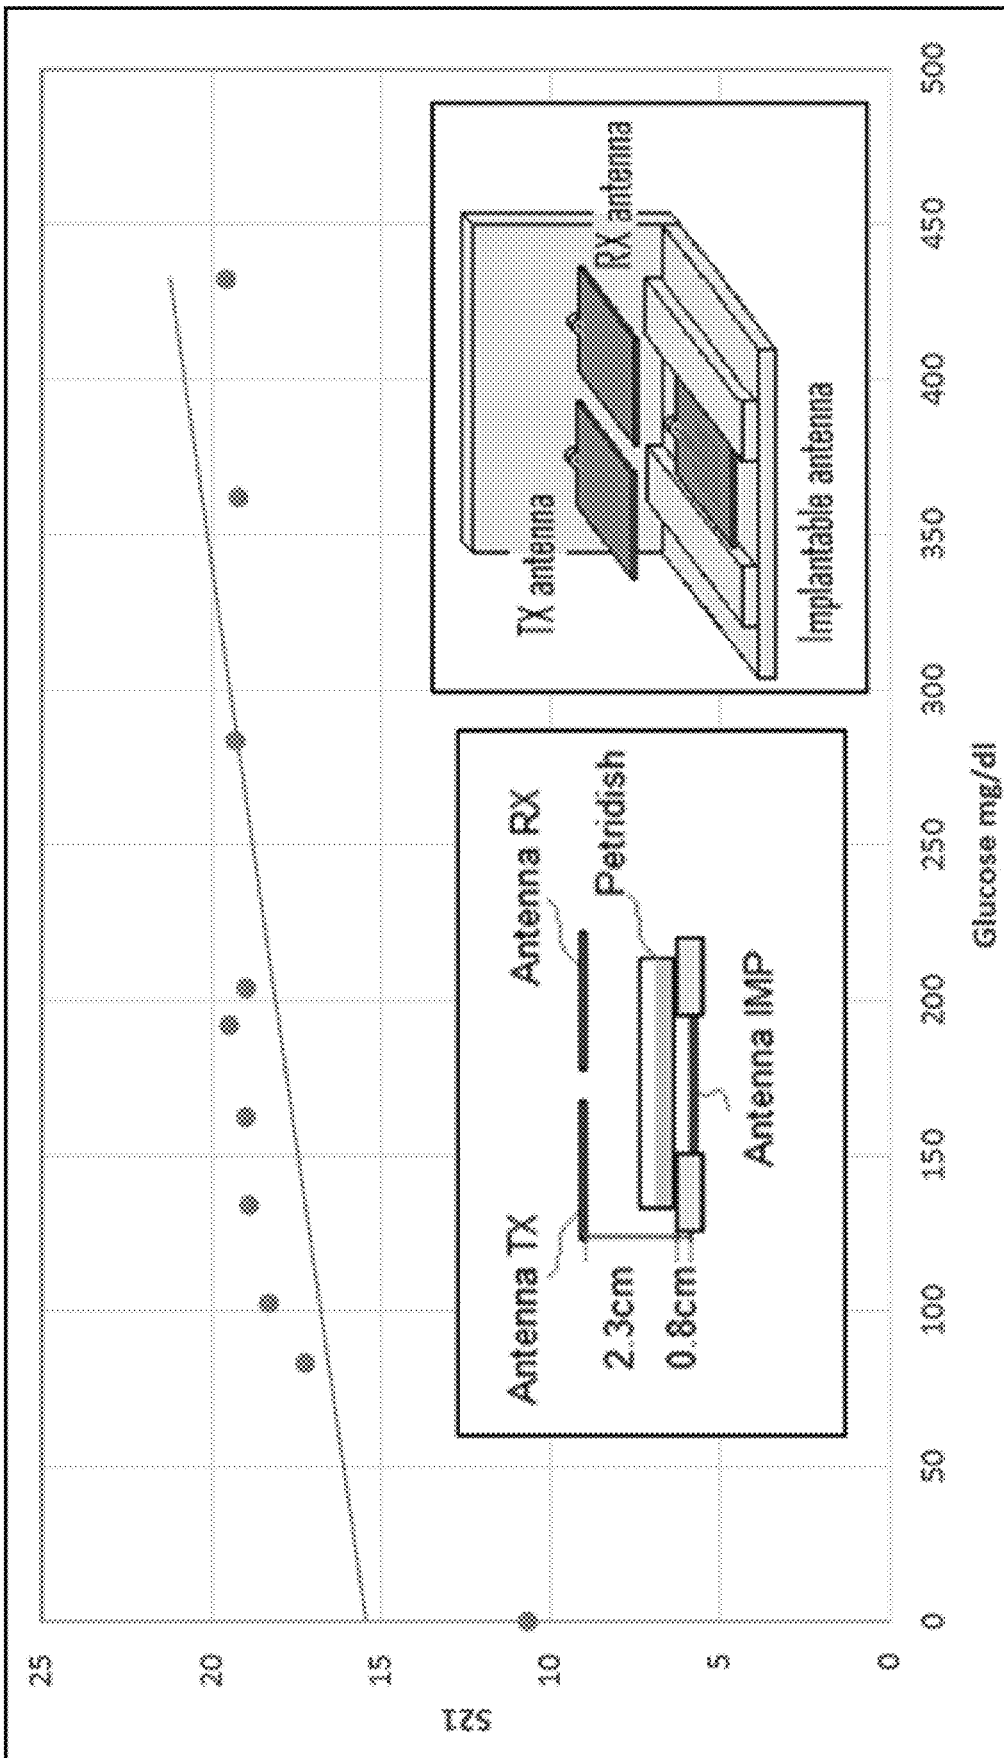 25
20
15
10
5
0
S21
0
50
100
150
200
250
300
350
400
450
500
Glucose mg/dl
Antenna TX
Antenna RX
2.3cm
0.8cm
Petridish
Antenna IMP
TX antenna
RX antenna
Implantable antenna